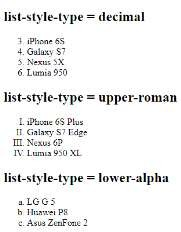 list-style-type = decimal
3. iPhone 6S
4. Galaxy S7
5. Nexus 5X
6. Lumia 950
list-style-type = upper-roman
I. iPhone 6S Plus
II. Galaxy S7 Edge
III. Nexus 6P
IV. Lumia 950 XL
list-style-type = lower-alpha
a. LG G 5
b. Huawei P8
c. Asus ZenFone 2